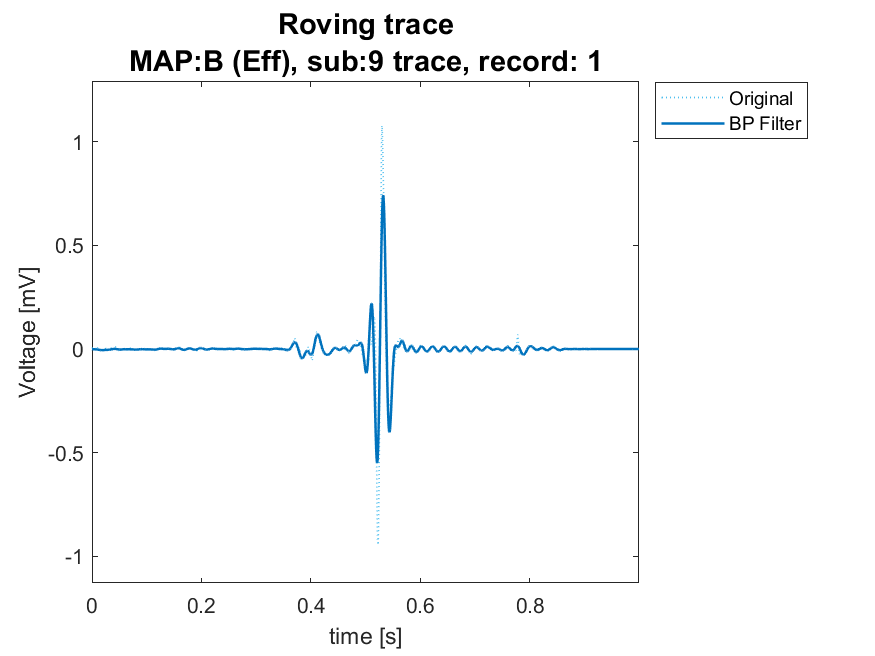 Roving trace
MAP:B (Eff), sub:9 trace, record: 1
Original
BP Filter
1
0.5
0
-0.5
-1
Voltage [mV]
0
0.2
0.4
0.6
0.8
time [s]